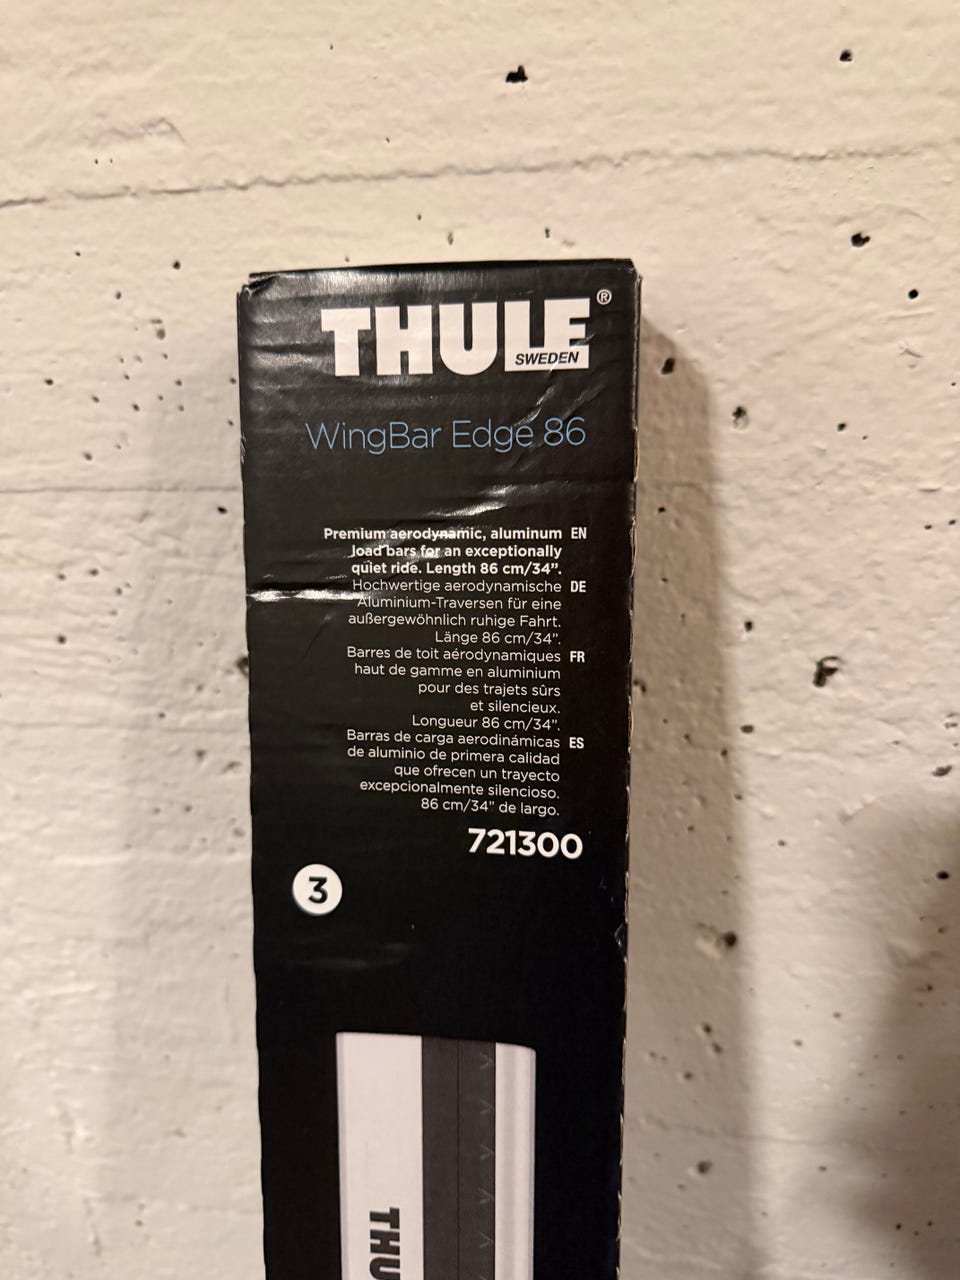 THULE®
SWEDEN
WingBar Edge 86
Premium aerodynamic, aluminum EN
load bars for an exceptionally
quiet ride. Length 86 cm/34”.
Hochwertige aerodynamische DE
Aluminium-Traversen für eine
außergewöhnlich ruhige Fahrt.
Länge 86 cm/34”.
Barres de toit aérodynamiques FR
haut de gamme en aluminium
pour des trajets sûrs
et silencieux.
Longueur 86 cm/34”.
Barras de carga aerodinámicas ES
de aluminio de primera calidad
que ofrecen un trayecto
excepcionalmente silencioso.
86 cm/34” de largo.
721300
3
THU